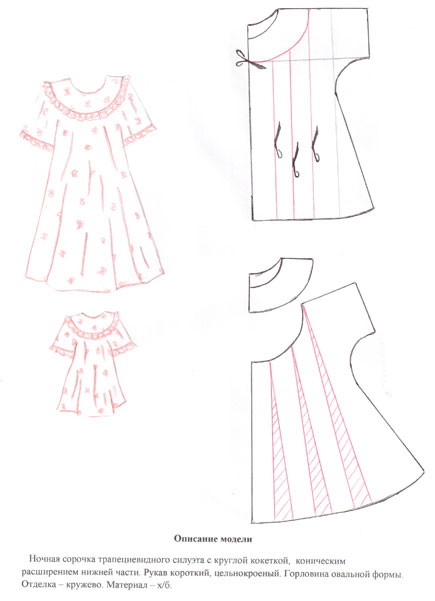 Описание модели
Ночная сорочка трапециевидного силуэта с круглой кокеткой, коническим
расширением нижней части. Рукав короткий, цельнокроеный. Горловина овальной формы.
Отделка – кружево. Материал – х/б.